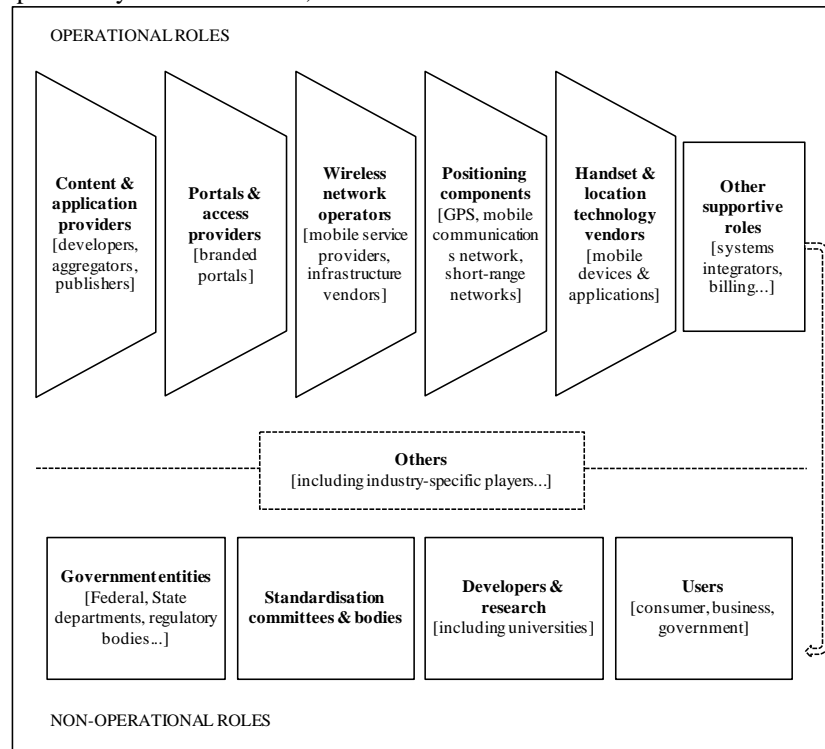 OPERATIONAL ROLES
Content &
application
providers
[developers,
aggregators,
publishers]
Portals &
access
providers
[branded
portals]
Wireless
network
operators
[mobile service
providers,
infrastructure
vendors]
Positioning
components
[GPS, mobile
communication
s network,
short-range
networks]
Handset &
location
technology
vendors
[mobile
devices &
applications]
Other
supportive
roles
[systems
integrators,
billing...]
Others
[including industry-specific players...]
Government entities
[Federal, State
departments, regulatory
bodies...]
Standardisation
committees & bodies
Developers &
research
[including universities]
Users
[consumer, business,
government]
NON-OPERATIONAL ROLES